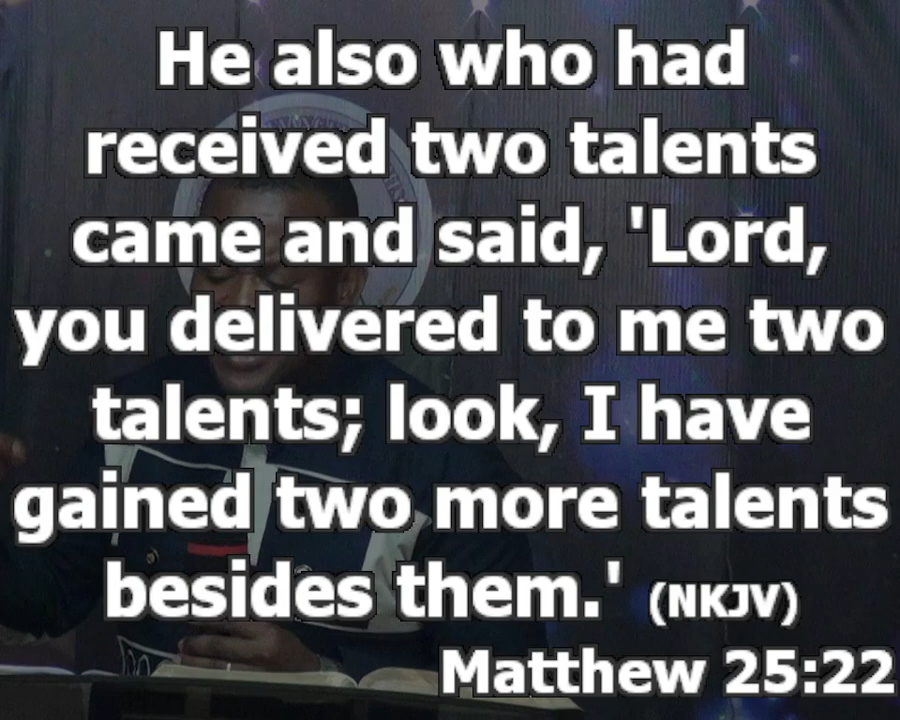 He also who had
received two talents
came and said, 'Lord,
you delivered to me two
talents; look, I have
gained two more talents
besides them.' (NKJV)
Matthew 25:22